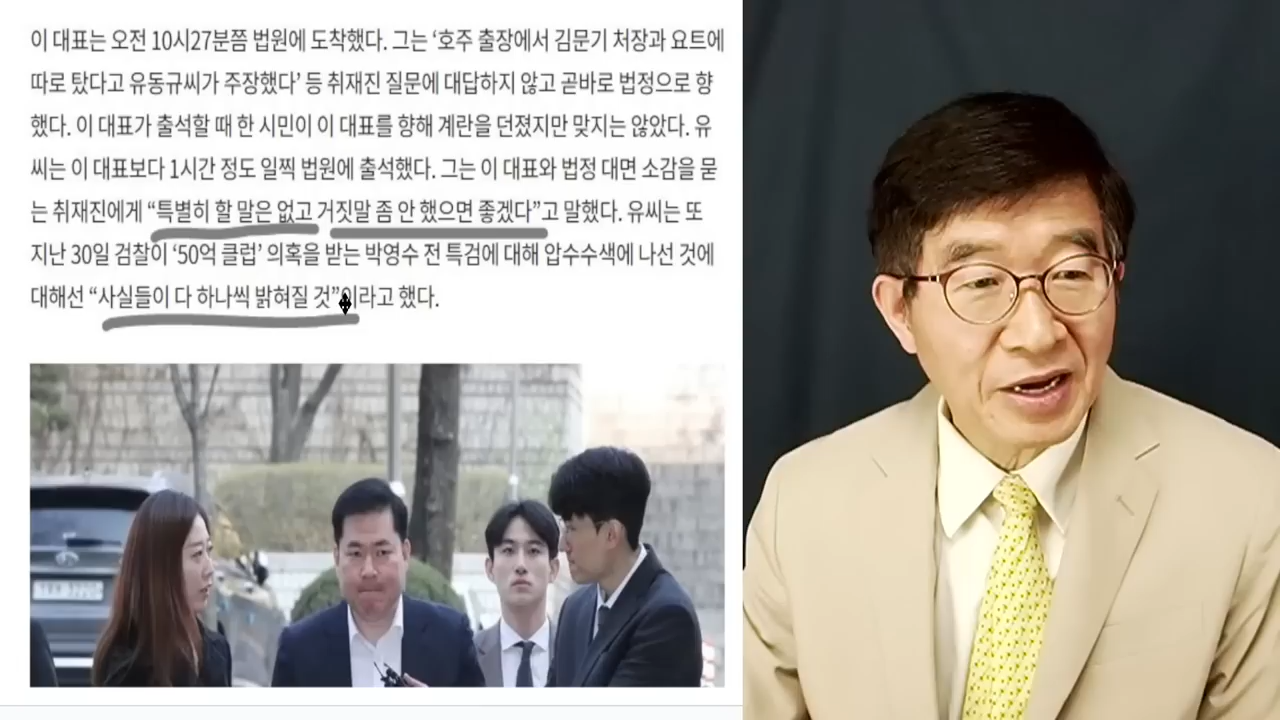 이 대표는 오전 10시27분쯤 법원에 도착했다. 그는 ‘호주 출장에서 김문기 처장과 요트에
따로 탔다고 유동규씨가 주장했다’ 등 취재진 질문에 대답하지 않고 곧바로 법정으로 향
했다. 이 대표가 출석할 때 한 시민이 이 대표를 향해 계란을 던졌지만 맞지는 않았다. 유
씨는 이 대표보다 1시간 정도 일찍 법원에 출석했다. 그는 이 대표와 법정 대면 소감을 묻
는 취재진에게 “특별히 할 말은 없고 거짓말 좀 안 했으면 좋겠다”고 말했다. 유씨는 또
지난 30일 검찰이 ‘50억 클럽’ 의혹을 받는 박영수 전 특검에 대해 압수수색에 나선 것에
대해선 “사실들이 다 하나씩 밝혀질 것”이라고 했다.